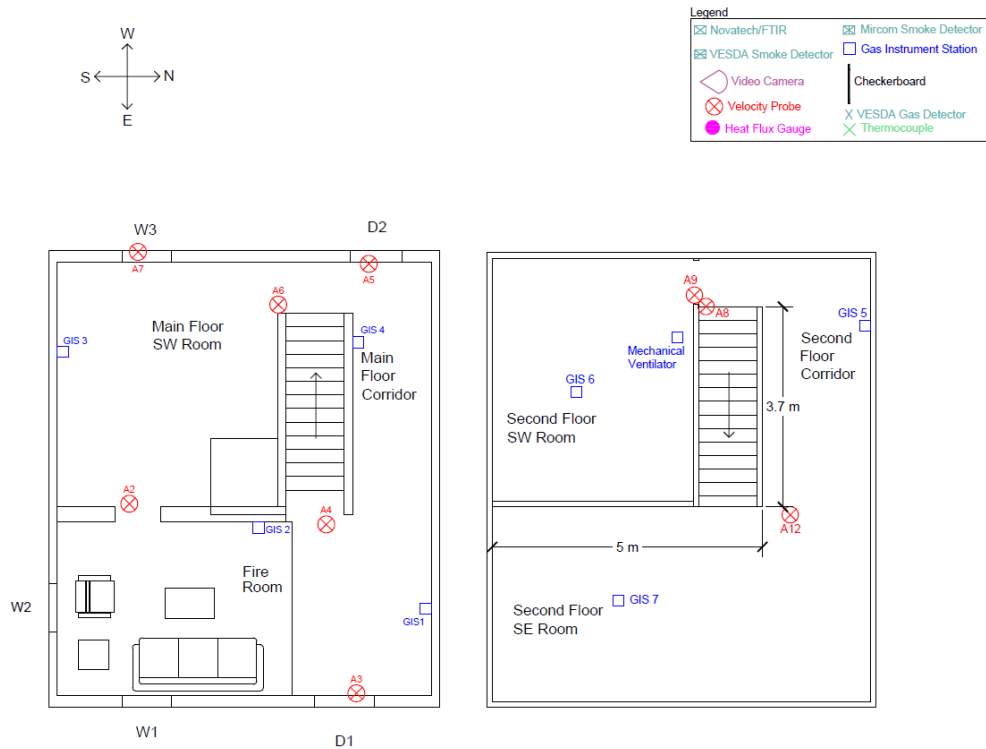 Legend
Novatech/FTIR
Mircom Smoke Detector
VESDA Smoke Detector
Gas Instrument Station
Video Camera
Checkerboard
Velocity Probe
VESDA Gas Detector
Heat Flux Gauge
Thermocouple
W
S
N
E
W3
D2
A7
A5
A6
Main Floor
SW Room
GIS 3
GIS 4
Main
Floor
Corridor
A2
A4
GIS 2
Fire
Room
W2
GIS1
A3
W1
D1
A9
A8
GIS 5
Mechanical
Ventilator
Second
Floor
Corridor
GIS 6
Second Floor
SW Room
3.7 m
A12
5 m
GIS 7
Second Floor
SE Room